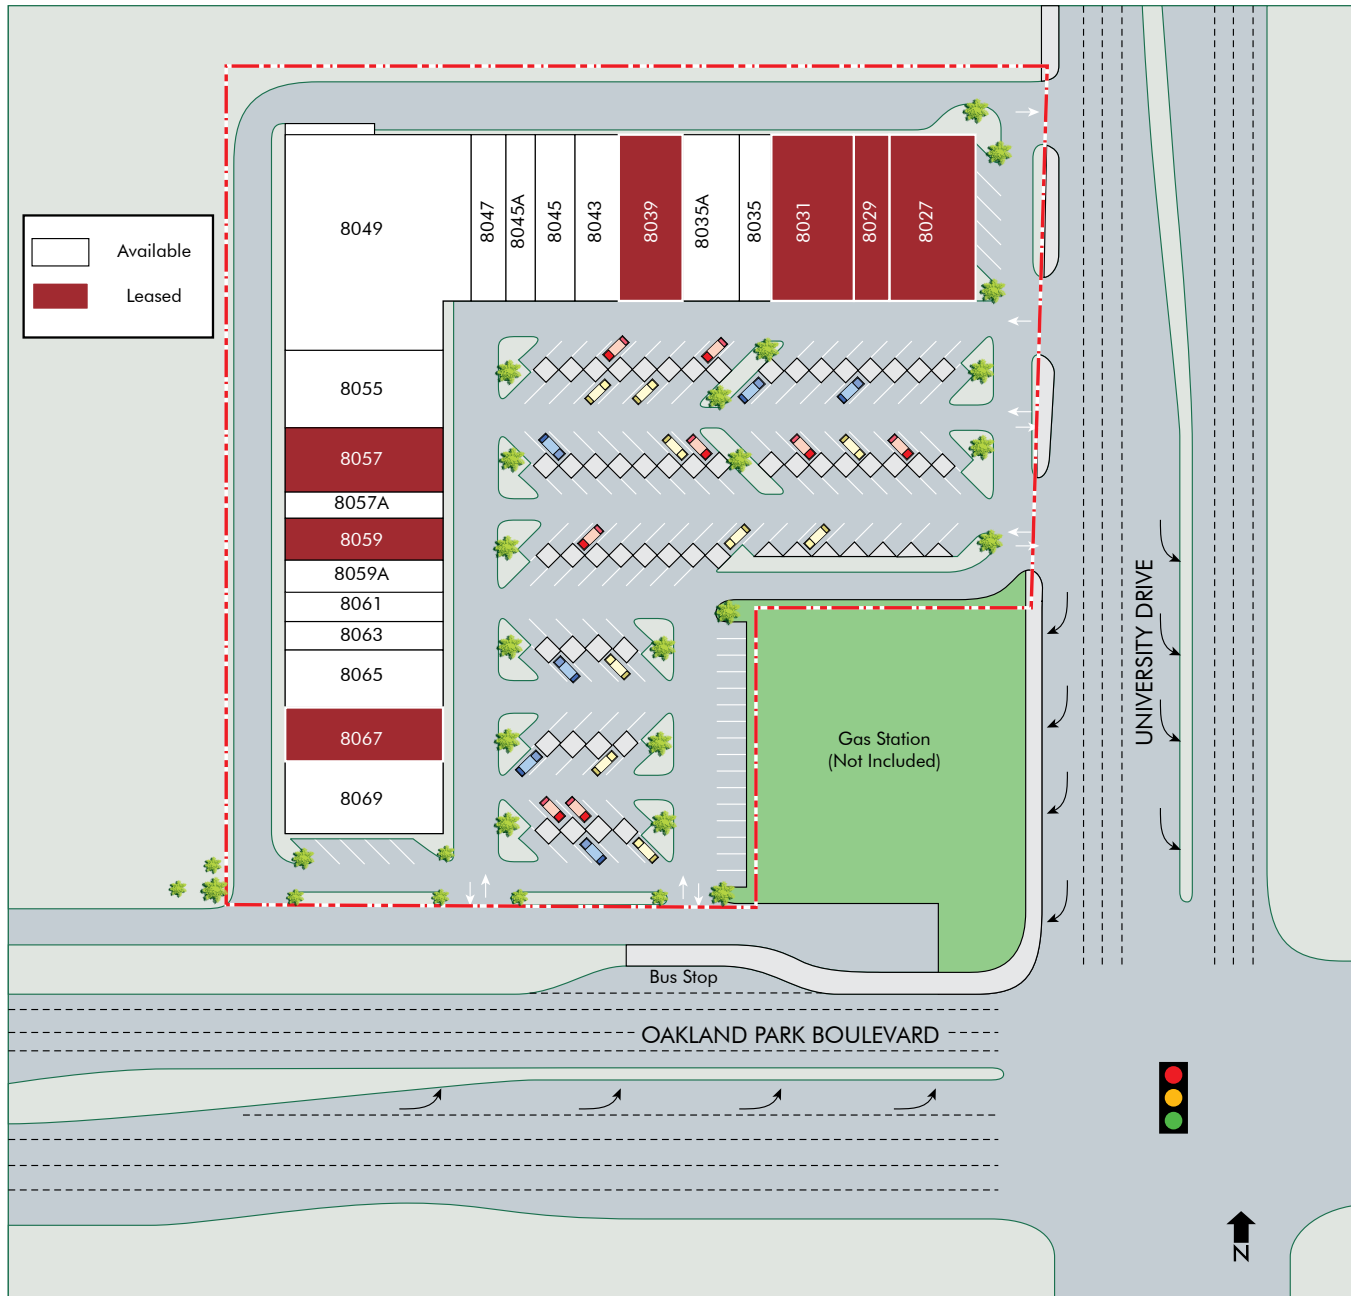 Available
Leased
8049
8047
8045A
8045
8043
8039
8035A
8035
8031
8029
8027
8055
8057
8057A
8059
8059A
8061
8063
8065
8067
8069
Gas Station
(Not Included)
UNIVERSITY DRIVE
Bus Stop
OAKLAND PARK BOULEVARD
N